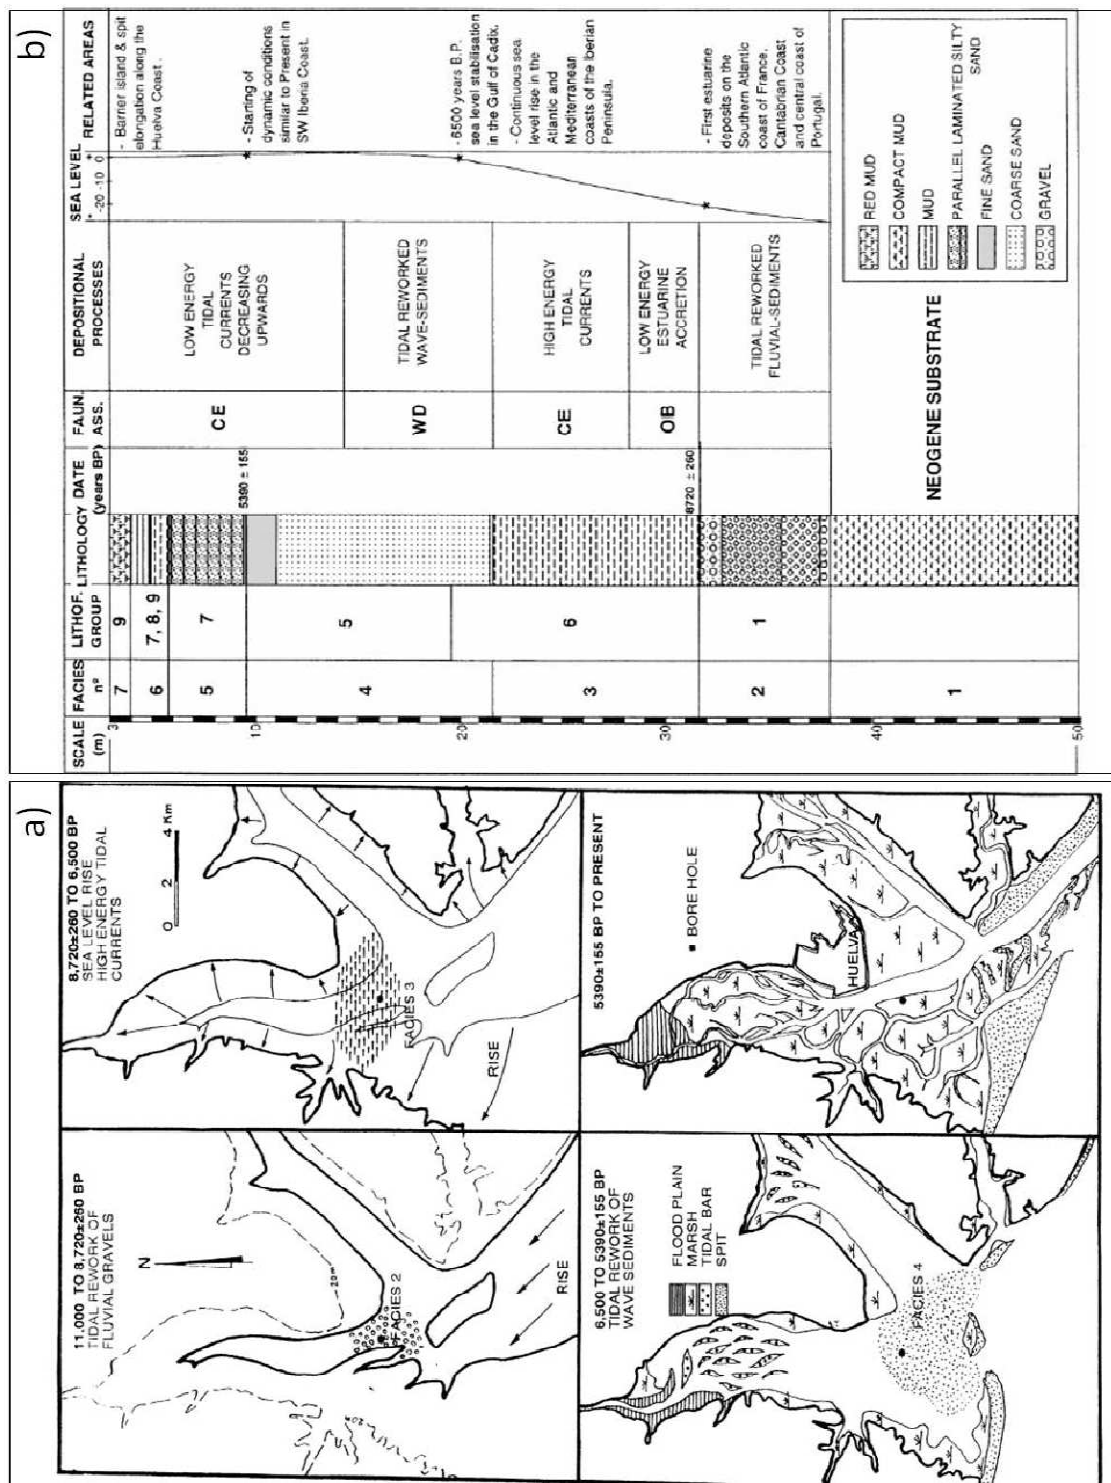 a)
11,000 TO 8,720±260 BP
TIDAL REWORK OF
FLUVIAL GRAVELS
N
-20m
FACIES 2
RISE
8,720±260 TO 6,500 BP
SEA LEVEL RISE
HIGH ENERGY TIDAL
CURRENTS
0 2 4 Km
FACIES 3
RISE
6,500 TO 5390±155 BP
TIDAL REWORK OF
WAVE SEDIMENTS
FLOOD PLAIN
MARSH
TIDAL BAR
SPIT
FACIES 4
5390±155 BP TO PRESENT
BORE HOLE
HUELVA
b)
SCALE
(m)
FACIES
nº
LITHOF.
GROUP
LITHOLOGY
DATE
(years BP)
FAUN.
ASS.
DEPOSITIONAL
PROCESSES
SEA LEVEL
-20 -10 0 +
RELATED AREAS
3
10
20
30
40
50
7
6
5
4
3
2
1
9
7, 8, 9
7
5
6
1
5390 ± 155
8720 ± 260
CE
WD
CE
OB
LOW ENERGY
TIDAL
CURRENTS
DECREASING
UPWARDS
TIDAL REWORKED
WAVE-SEDIMENTS
HIGH ENERGY
TIDAL
CURRENTS
LOW ENERGY
ESTUARINE
ACCRETION
TIDAL REWORKED
FLUVIAL-SEDIMENTS
- Barrier island & spit
elongation along the
Huelva Coast.
- Starting of
dynamic conditions
similar to Present in
SW Iberia Coast.
- 6500 years B.P.
sea level stabilisation
in the Gulf of Cadix.
- Continuous sea
level rise in the
Atlantic and
Mediterranean
coasts of the Iberian
Peninsula.
- First estuarine
deposits on the
Southern Atlantic
coast of France,
Cantabrian Coast
and central coast of
Portugal.
NEOGENE SUBSTRATE
RED MUD
COMPACT MUD
MUD
PARALLEL LAMINATED SILTY
SAND
FINE SAND
COARSE SAND
GRAVEL